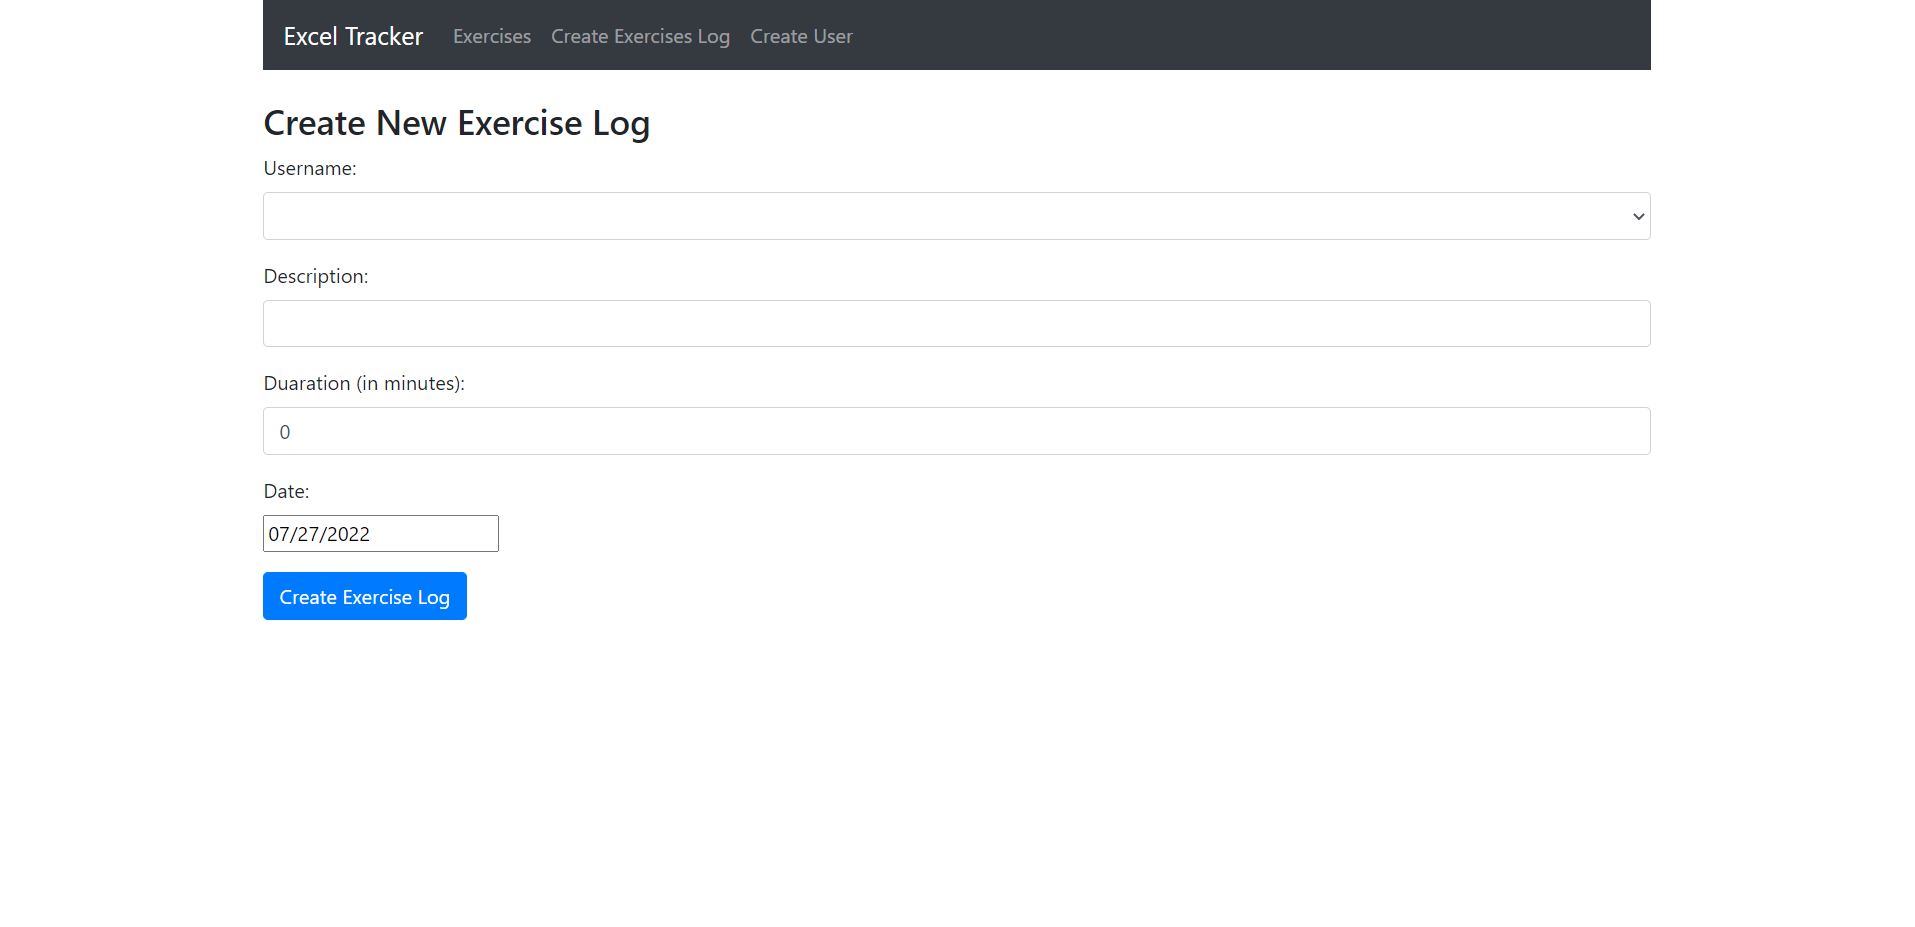 Excel Tracker Exercises Create Exercises Log Create User
Create New Exercise Log
Username:
Description:
Duaration (in minutes):
0
Date:
07/27/2022
Create Exercise Log